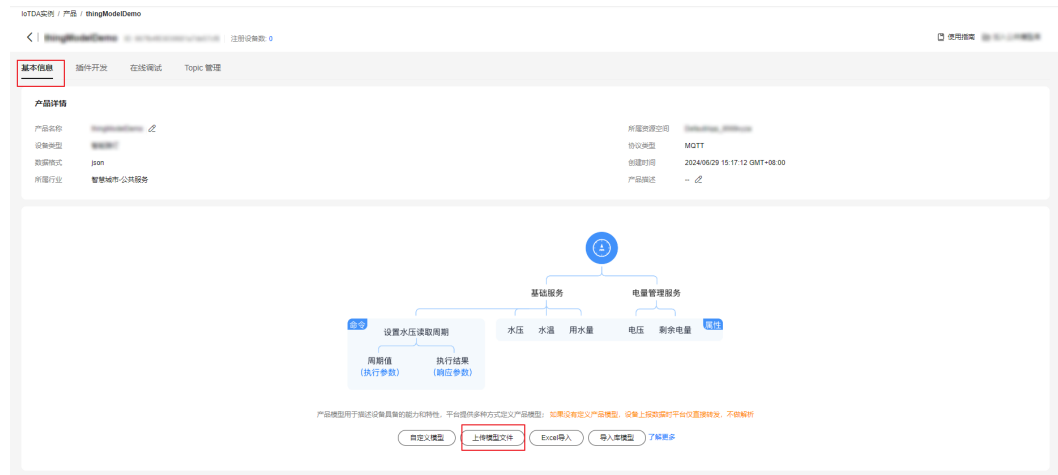 IoTDA实例 / 产品 / thingModelDemo
thingModelDemo 注册设备数: 0 使用指南
基本信息 插件开发 在线调试 Topic 管理
产品详情
产品名称 thingModelDemo 所属资源空间
设备类型 协议类型 MQTT
数据格式 json 创建时间 2024/06/29 15:17:12 GMT+08:00
所属行业 智慧城市-公共服务 产品描述 --
基础服务 电量管理服务
命令 设置水压读取周期 水压 水温 用水量 电压 剩余电量 属性
周期值 执行结果
(执行参数) (响应参数)
产品模型用于描述设备具备的能力和特性，平台提供多种方式定义产品模型; 如果没有定义产品模型，设备上报数据时平台仅直接转发，不做解析
自定义模型 上传模型文件 Excel导入 导入库模型 了解更多